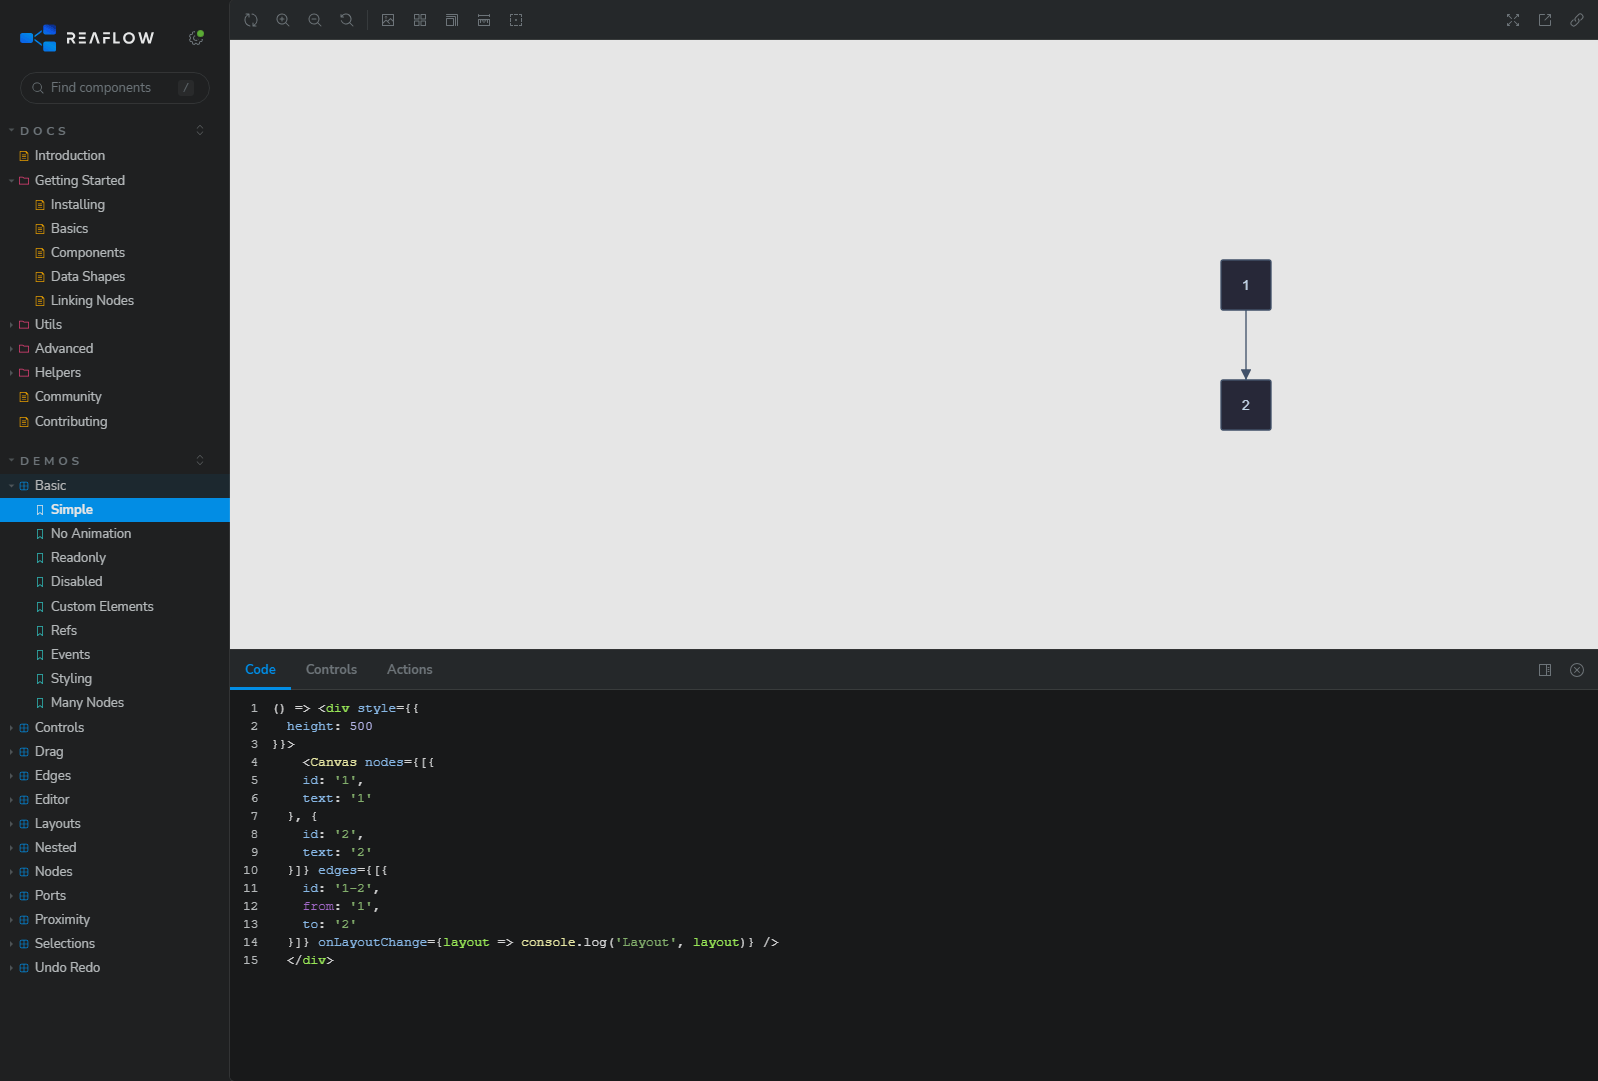 REAFLOW
Find components
/
DOCS
Introduction
Getting Started
Installing
Basics
Components
Data Shapes
Linking Nodes
Utils
Advanced
Helpers
Community
Contributing
DEMOS
Basic
Simple
No Animation
Readonly
Disabled
Custom Elements
Refs
Events
Styling
Many Nodes
Controls
Drag
Edges
Editor
Layouts
Nested
Nodes
Ports
Proximity
Selections
Undo Redo
1
2
Code Controls Actions
1 () => <div style={{
2 height: 500
3 }}>
4 <Canvas nodes={[{
5 id: '1',
6 text: '1'
7 }, {
8 id: '2',
9 text: '2'
10 }]} edges={[{
11 id: '1-2',
12 from: '1',
13 to: '2'
14 }]} onLayoutChange={layout => console.log('Layout', layout)} />
15 </div>